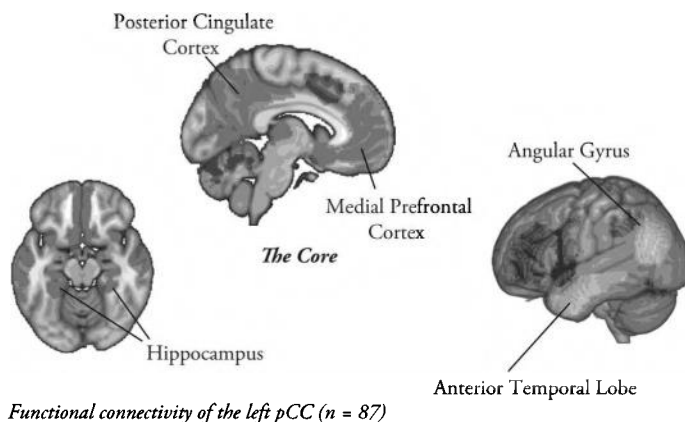 Posterior Cingulate
Cortex
Angular Gyrus
Medial Prefrontal
Cortex
The Core
Hippocampus
Anterior Temporal Lobe
Functional connectivity of the left pCC (n = 87)